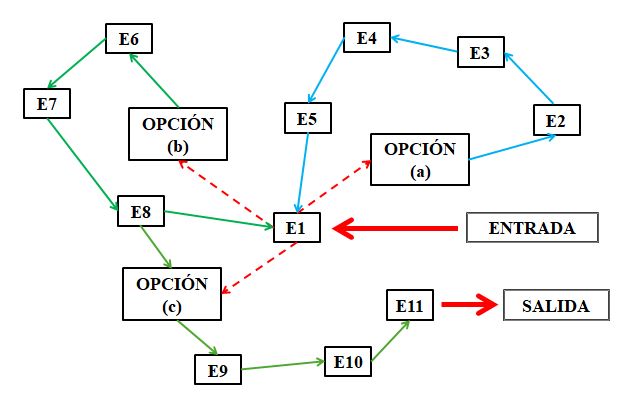 E6
E4
E3
E7
E5
E2
OPCIÓN
(b)
OPCIÓN
(a)
E8
E1
ENTRADA
OPCIÓN
(c)
E11
SALIDA
E9
E10